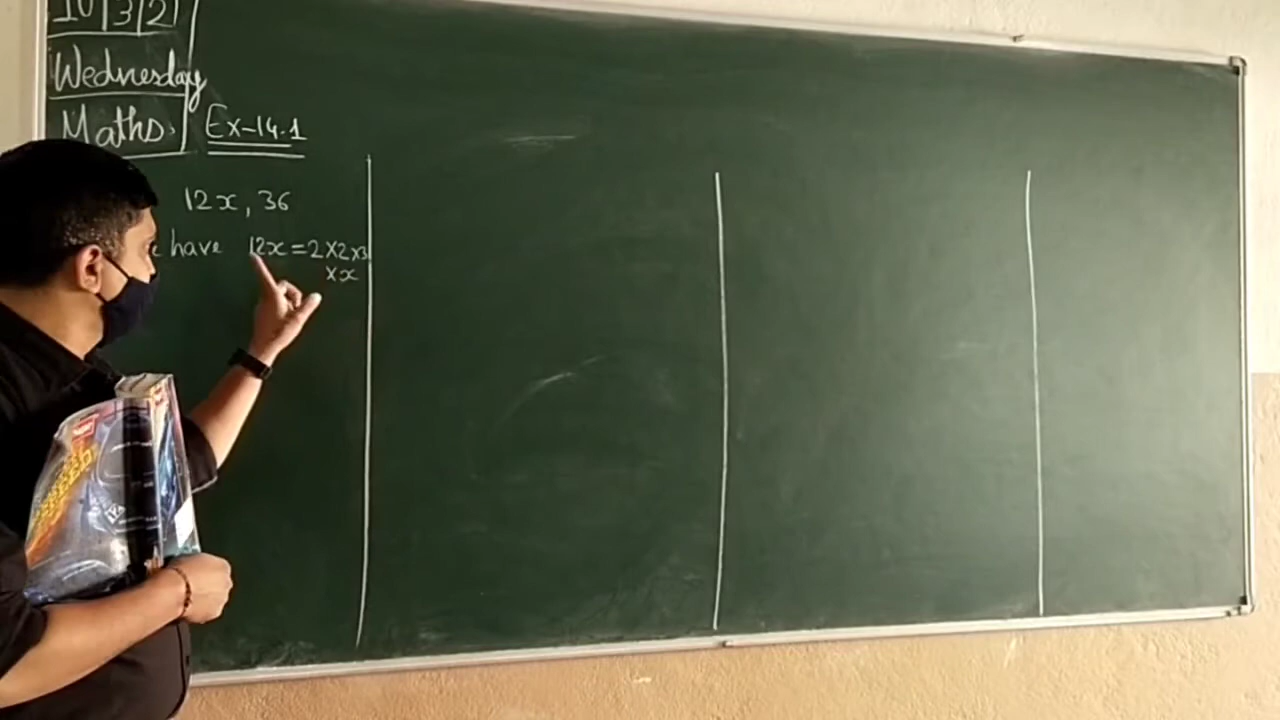 10/3/21
Wednesday
Maths Ex-14.1
12x, 36
have 12x = 2×2×3
×x